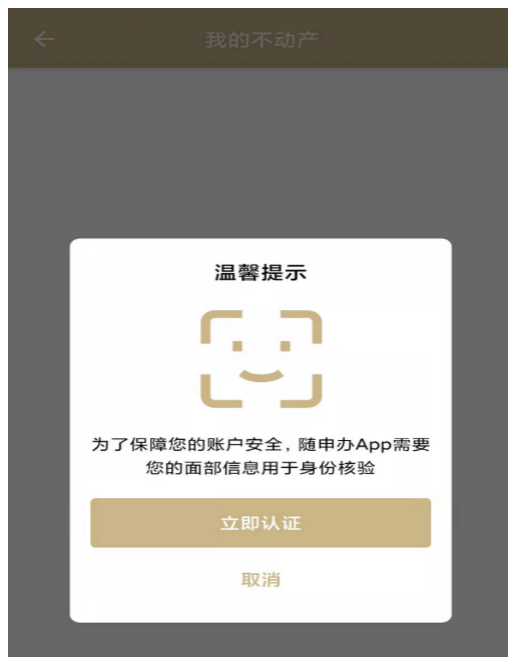 我的不动产
温馨提示
为了保障您的账户安全，随申办App需要
您的面部信息用于身份核验
立即认证
取消